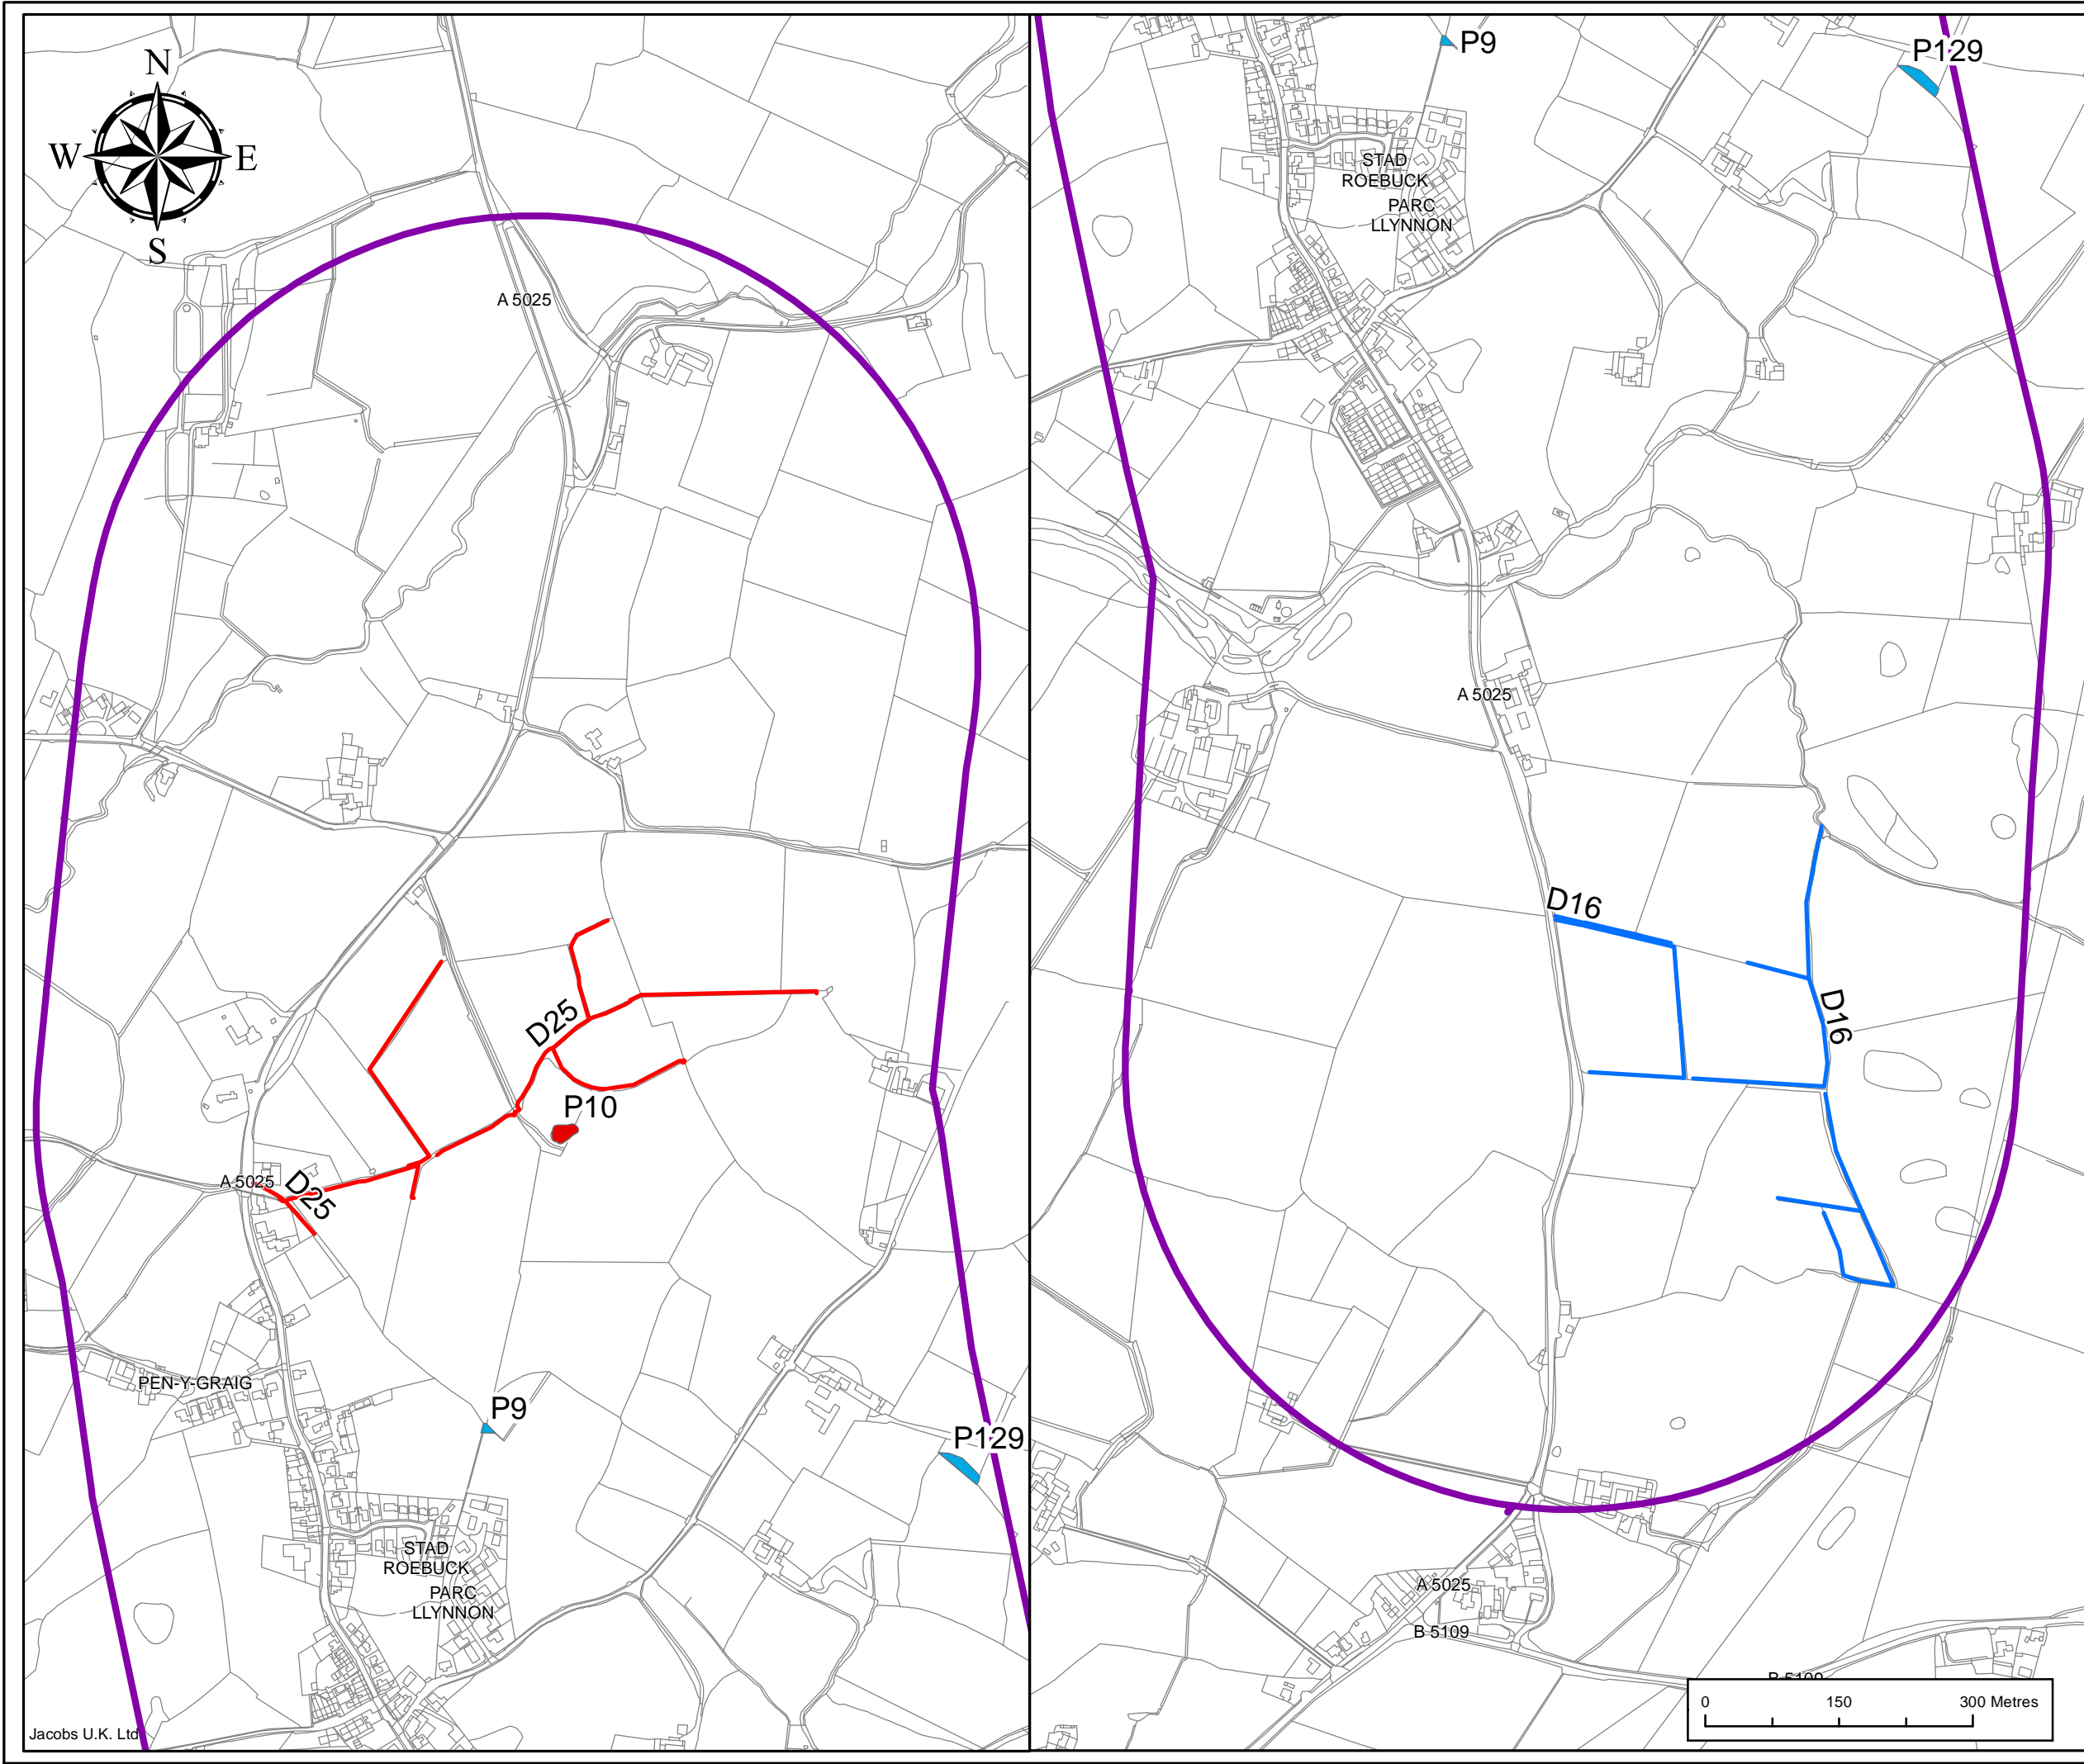 N
W
E
S
A 5025
D25
P10
A 5025
D25
PEN-Y-GRAIG
P9
P129
STAD
ROEBUCK
PARC
LLYNNON
Jacobs U.K. Ltd
P9
P129
STAD
ROEBUCK
PARC
LLYNNON
A 5025
D16
D16
A 5025
B 5109
B 5109
0 150 300 Metres